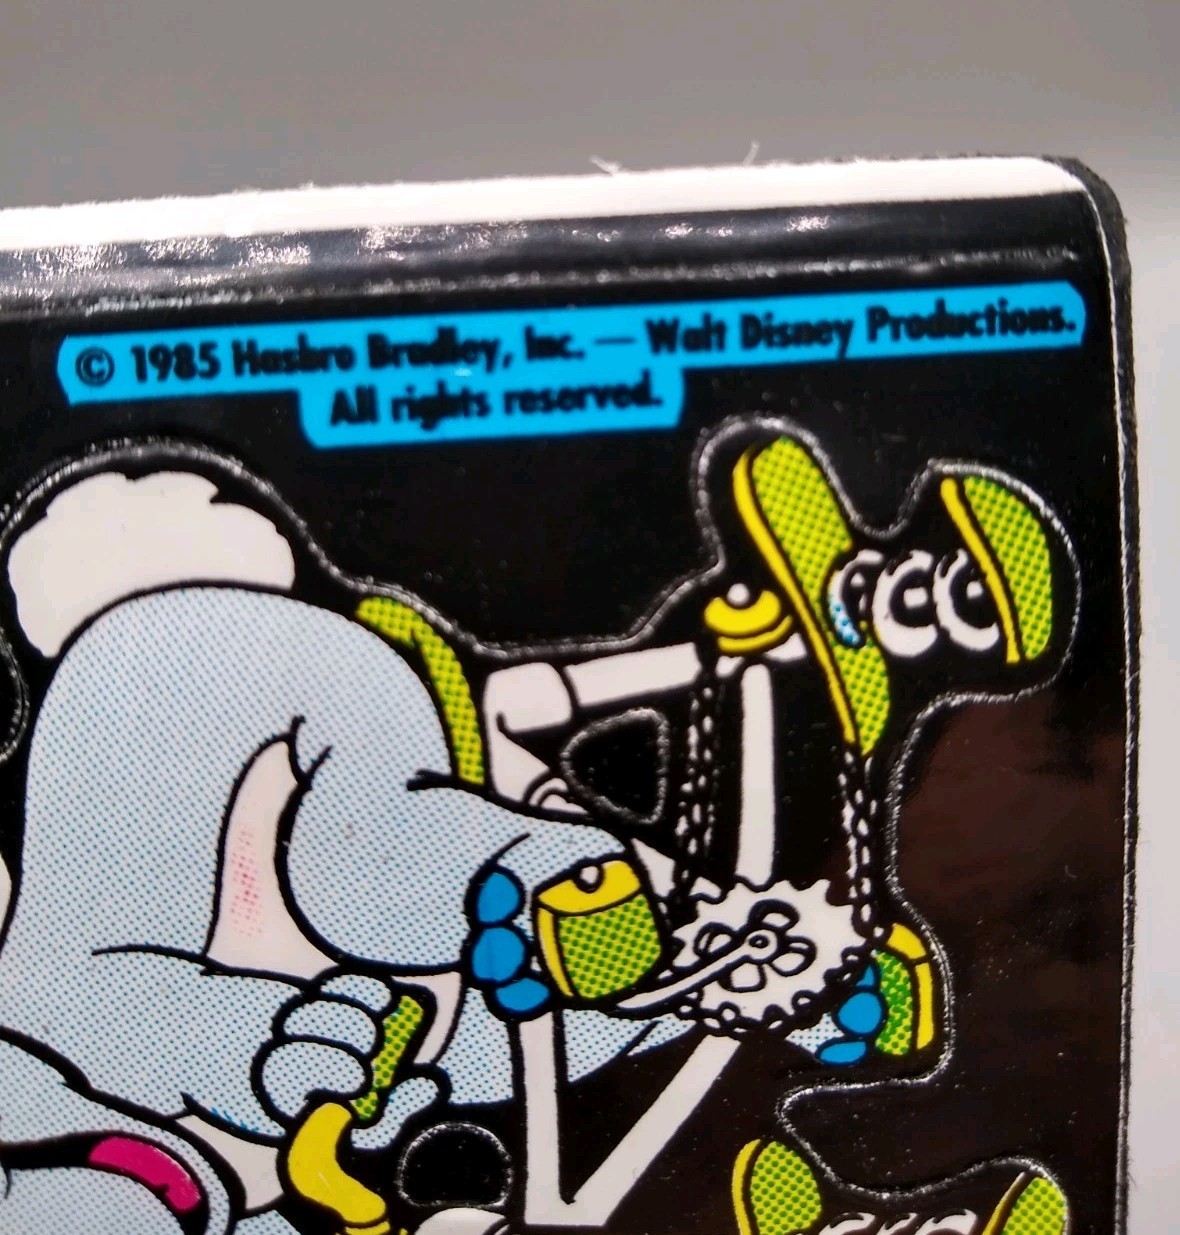 © 1985 Hasbro Bradley, Inc. — Walt Disney Productions.
All rights reserved.